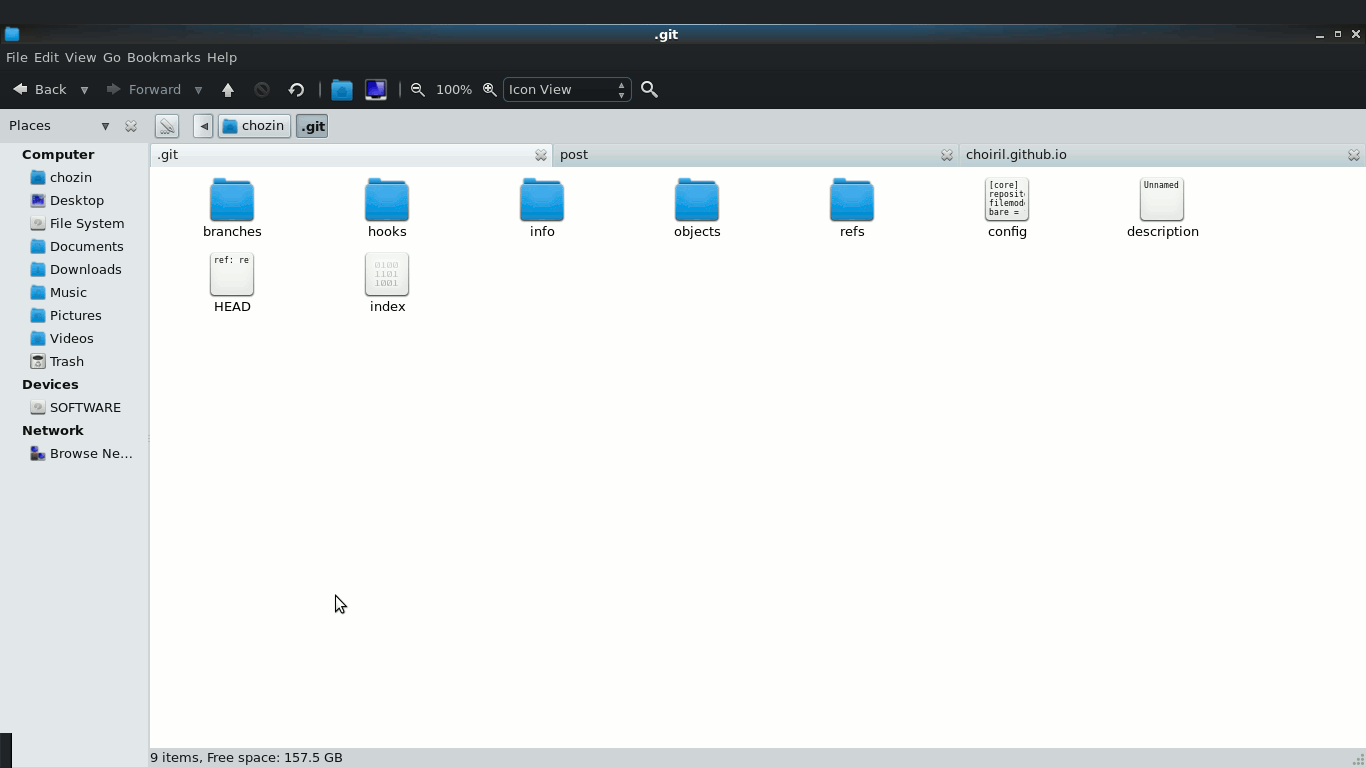 .git
File Edit View Go Bookmarks Help
Back Forward 100% Icon View
Places chozin .git
.git post choiril.github.io
Computer
chozin
Desktop
File System
Documents
Downloads
Music
Pictures
Videos
Trash
Devices
SOFTWARE
Network
Browse Ne...
[core]
reposit
filemod
bare =
Unnamed
branches hooks info objects refs config description
ref: re
0100
1101
1001
HEAD index
9 items, Free space: 157.5 GB